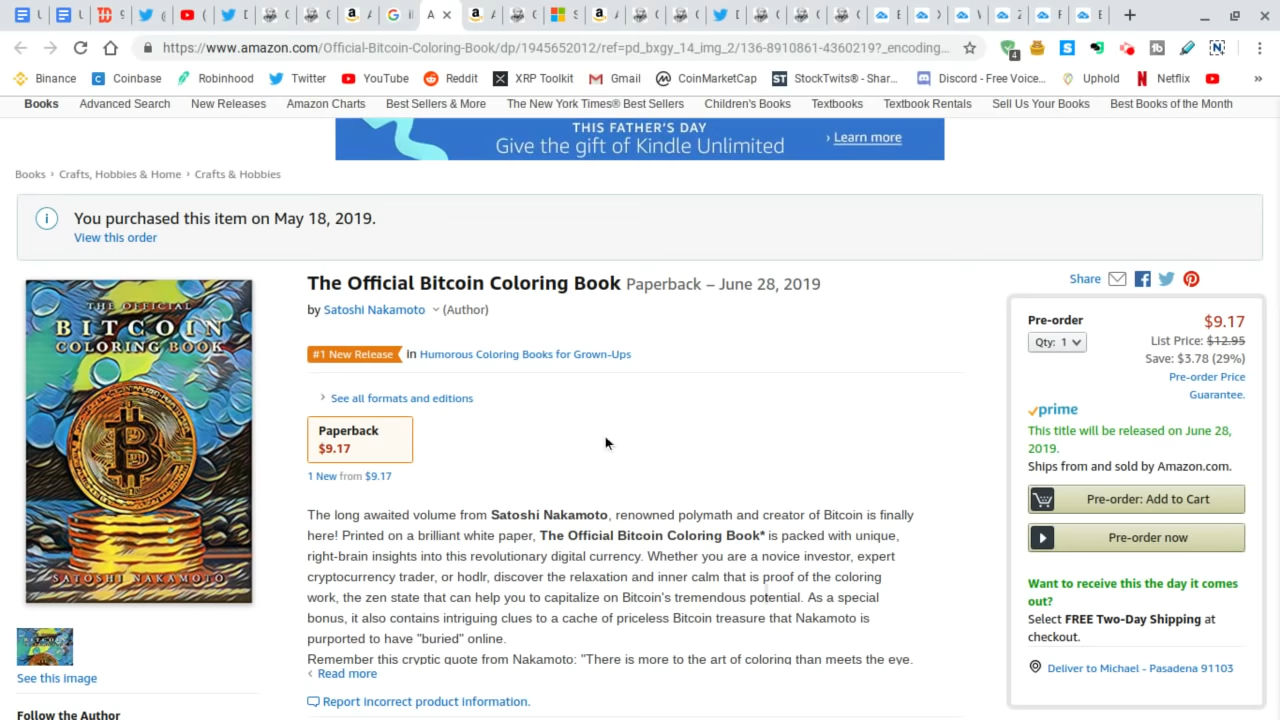 https://www.amazon.com/Official-Bitcoin-Coloring-Book/dp/1945652012/ref=pd_bxgy_14_img_2/136-8910861-4360219?_encoding...
Binance Coinbase Robinhood Twitter YouTube Reddit XRP Toolkit Gmail CoinMarketCap StockTwits® - Shar... Discord - Free Voice... Uphold Netflix
Books Advanced Search New Releases Amazon Charts Best Sellers & More The New York Times® Best Sellers Children's Books Textbooks Textbook Rentals Sell Us Your Books Best Books of the Month
THIS FATHER'S DAY
Give the gift of Kindle Unlimited
› Learn more
Books › Crafts, Hobbies & Home › Crafts & Hobbies
You purchased this item on May 18, 2019.
View this order
THE OFFICIAL
BITCOIN
COLORING BOOK
SATOSHI NAKAMOTO
See this image
Follow the Author
The Official Bitcoin Coloring Book Paperback – June 28, 2019
by Satoshi Nakamoto (Author)
#1 New Release in Humorous Coloring Books for Grown-Ups
› See all formats and editions
Paperback
$9.17
1 New from $9.17
The long awaited volume from Satoshi Nakamoto, renowned polymath and creator of Bitcoin is finally
here! Printed on a brilliant white paper, The Official Bitcoin Coloring Book* is packed with unique,
right-brain insights into this revolutionary digital currency. Whether you are a novice investor, expert
cryptocurrency trader, or hodlr, discover the relaxation and inner calm that is proof of the coloring
work, the zen state that can help you to capitalize on Bitcoin's tremendous potential. As a special
bonus, it also contains intriguing clues to a cache of priceless Bitcoin treasure that Nakamoto is
purported to have "buried" online.
Remember this cryptic quote from Nakamoto: "There is more to the art of coloring than meets the eye.
‹ Read more
Report incorrect product information.
Share
Pre-order $9.17
Qty: 1 List Price: $12.95
Save: $3.78 (29%)
Pre-order Price
Guarantee.
prime
This title will be released on June 28,
2019.
Ships from and sold by Amazon.com.
Pre-order: Add to Cart
Pre-order now
Want to receive this the day it comes
out?
Select FREE Two-Day Shipping at
checkout.
Deliver to Michael - Pasadena 91103